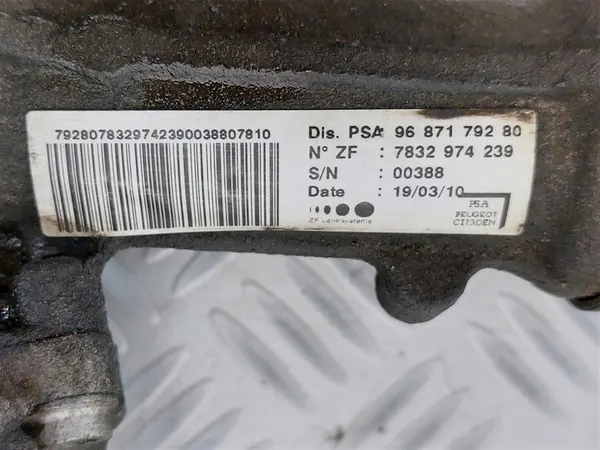 7928078329742390038807810
Dis. PSA: 96 871 792 80
N° ZF : 7832 974 239
S/N : 00388
Date : 19/03/10
PSA
PEUGEOT
CITROËN
ZF Lenksysteme